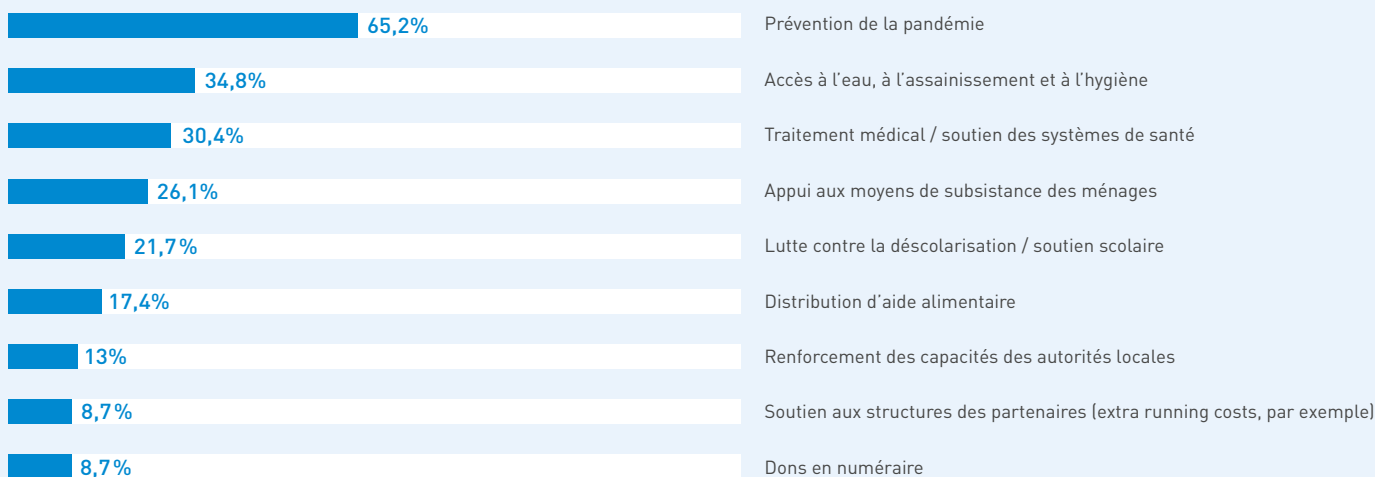 65,2% Prévention de la pandémie
34,8% Accès à l'eau, à l'assainissement et à l'hygiène
30,4% Traitement médical / soutien des systèmes de santé
26,1% Appui aux moyens de subsistance des ménages
21,7% Lutte contre la déscolarisation / soutien scolaire
17,4% Distribution d'aide alimentaire
13% Renforcement des capacités des autorités locales
8,7% Soutien aux structures des partenaires (extra running costs, par exemple)
8,7% Dons en numéraire